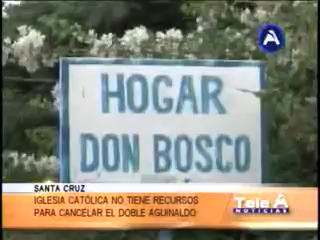 A
HOGAR
DON BOSCO
SANTA CRUZ
IGLESIA CATÓLICA NO TIENE RECURSOS
PARA CANCELAR EL DOBLE AGUINALDO
Tele A
NOTICIAS